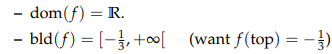 – dom(f) = ℝ.
– bld(f) = [−1/3, +∞[ (want f(top) = −1/3)